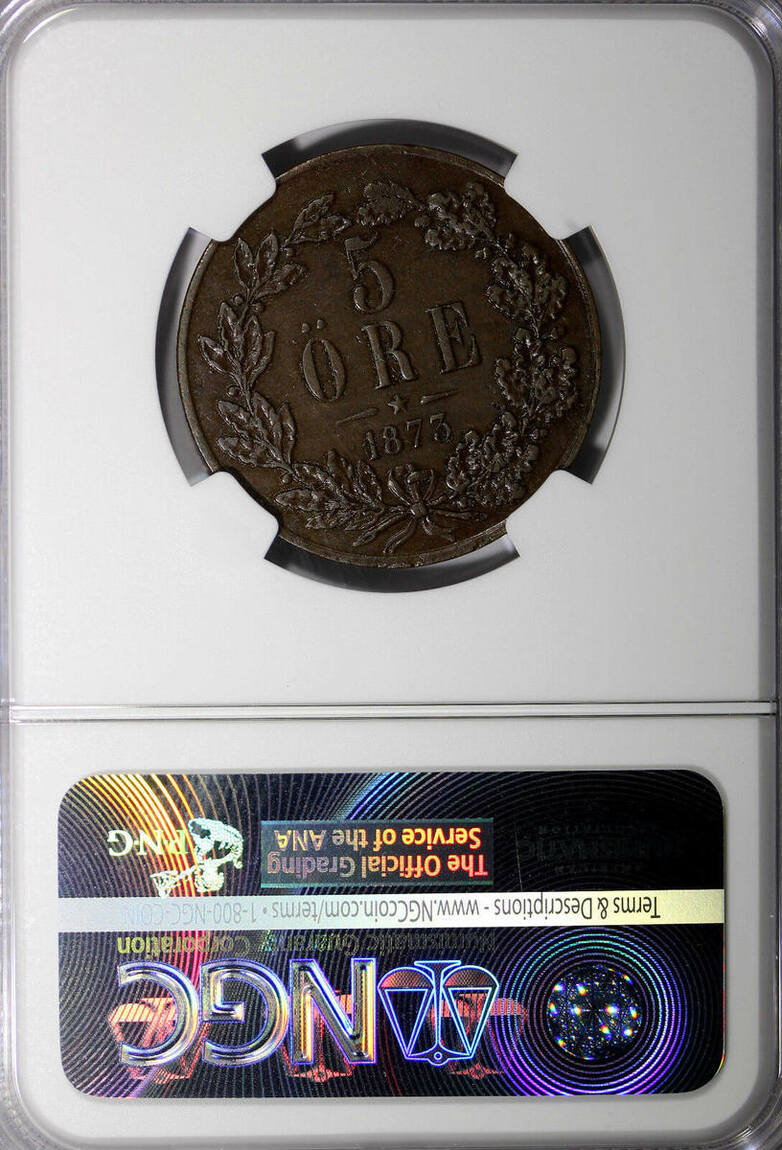 5
ÖRE
1873
NGC
Numismatic Guaranty Corporation
Terms & Descriptions - www.NGCcoin.com/terms • 1-800-NGC-COIN
The Official Grading
Service of the ANA
P·N·G